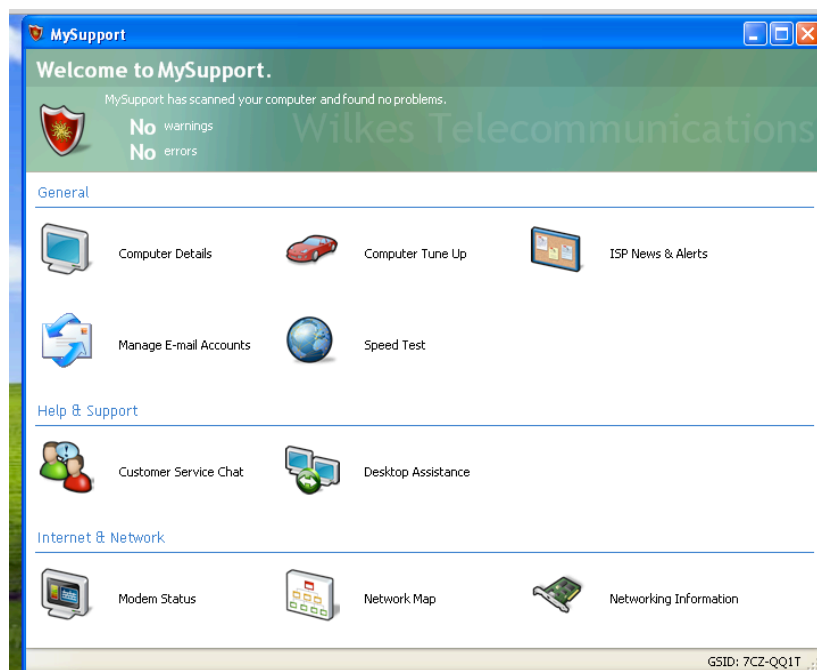 MySupport
Welcome to MySupport.
MySupport has scanned your computer and found no problems.
No warnings
No errors
Wilkes Telecommunications
General
Computer Details
Computer Tune Up
ISP News & Alerts
Manage E-mail Accounts
Speed Test
Help & Support
Customer Service Chat
Desktop Assistance
Internet & Network
Modem Status
Network Map
Networking Information
GSID: 7CZ-QQ1T